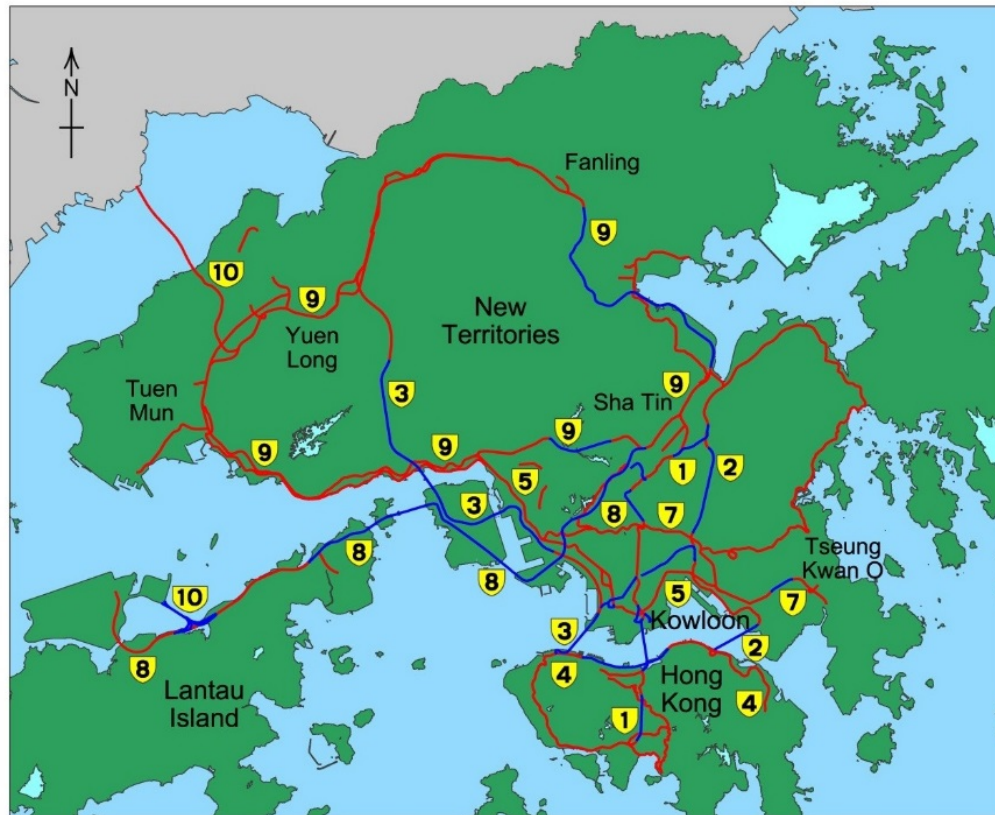 N
Fanling
9
10
9
New
Territories
Yuen
Long
3
Tuen
Mun
9
Sha Tin
9
9
9
5
1
2
3
8
7
8
8
Tseung
Kwan O
10
5
7
Kowloon
3
2
8
4
Hong
Kong
Lantau
Island
4
1